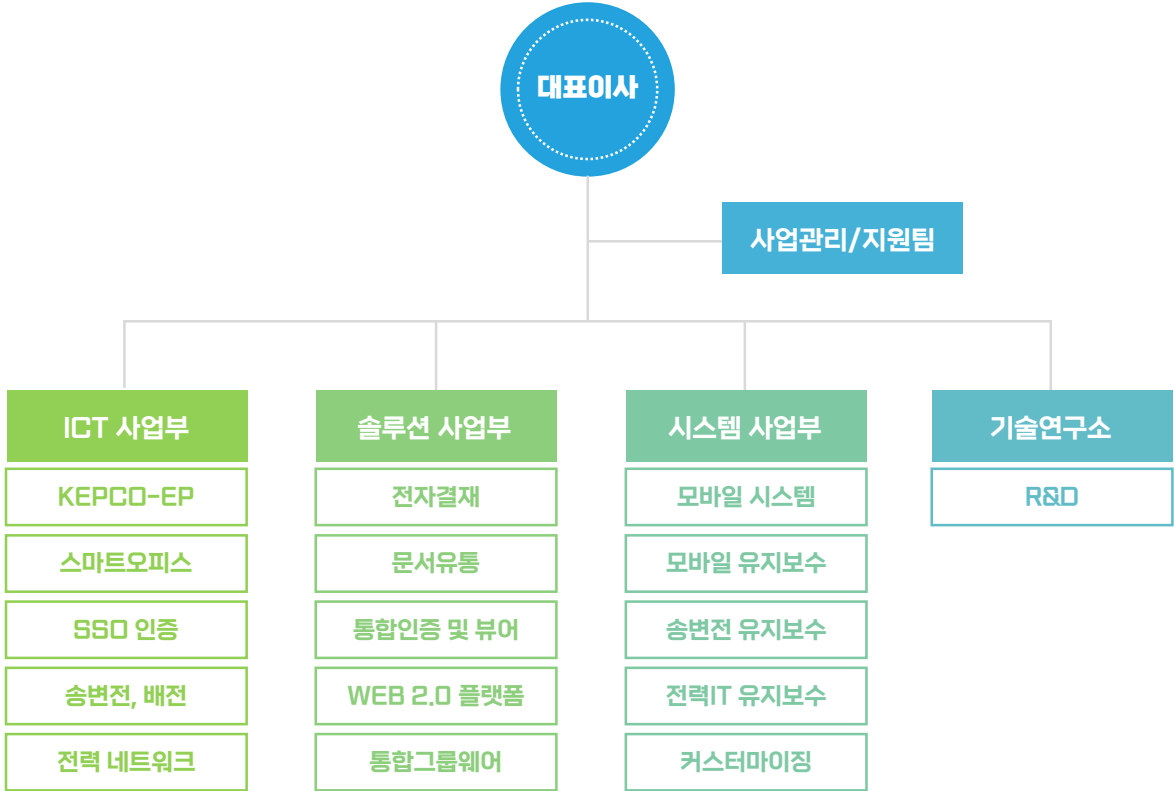 대표이사
사업관리/지원팀
ICT 사업부
KEPCO-EP
스마트오피스
SSO 인증
송변전, 배전
전력 네트워크
솔루션 사업부
전자결재
문서유통
통합인증 및 뷰어
WEB 2.0 플랫폼
통합그룹웨어
시스템 사업부
모바일 시스템
모바일 유지보수
송변전 유지보수
전력IT 유지보수
커스터마이징
기술연구소
R&D